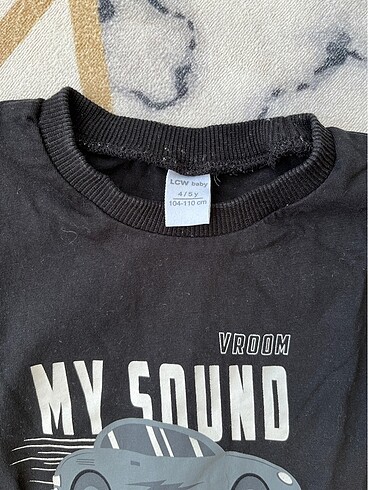 LCW baby
4/5 y
104-110 cm
VROOM
MY SOUND